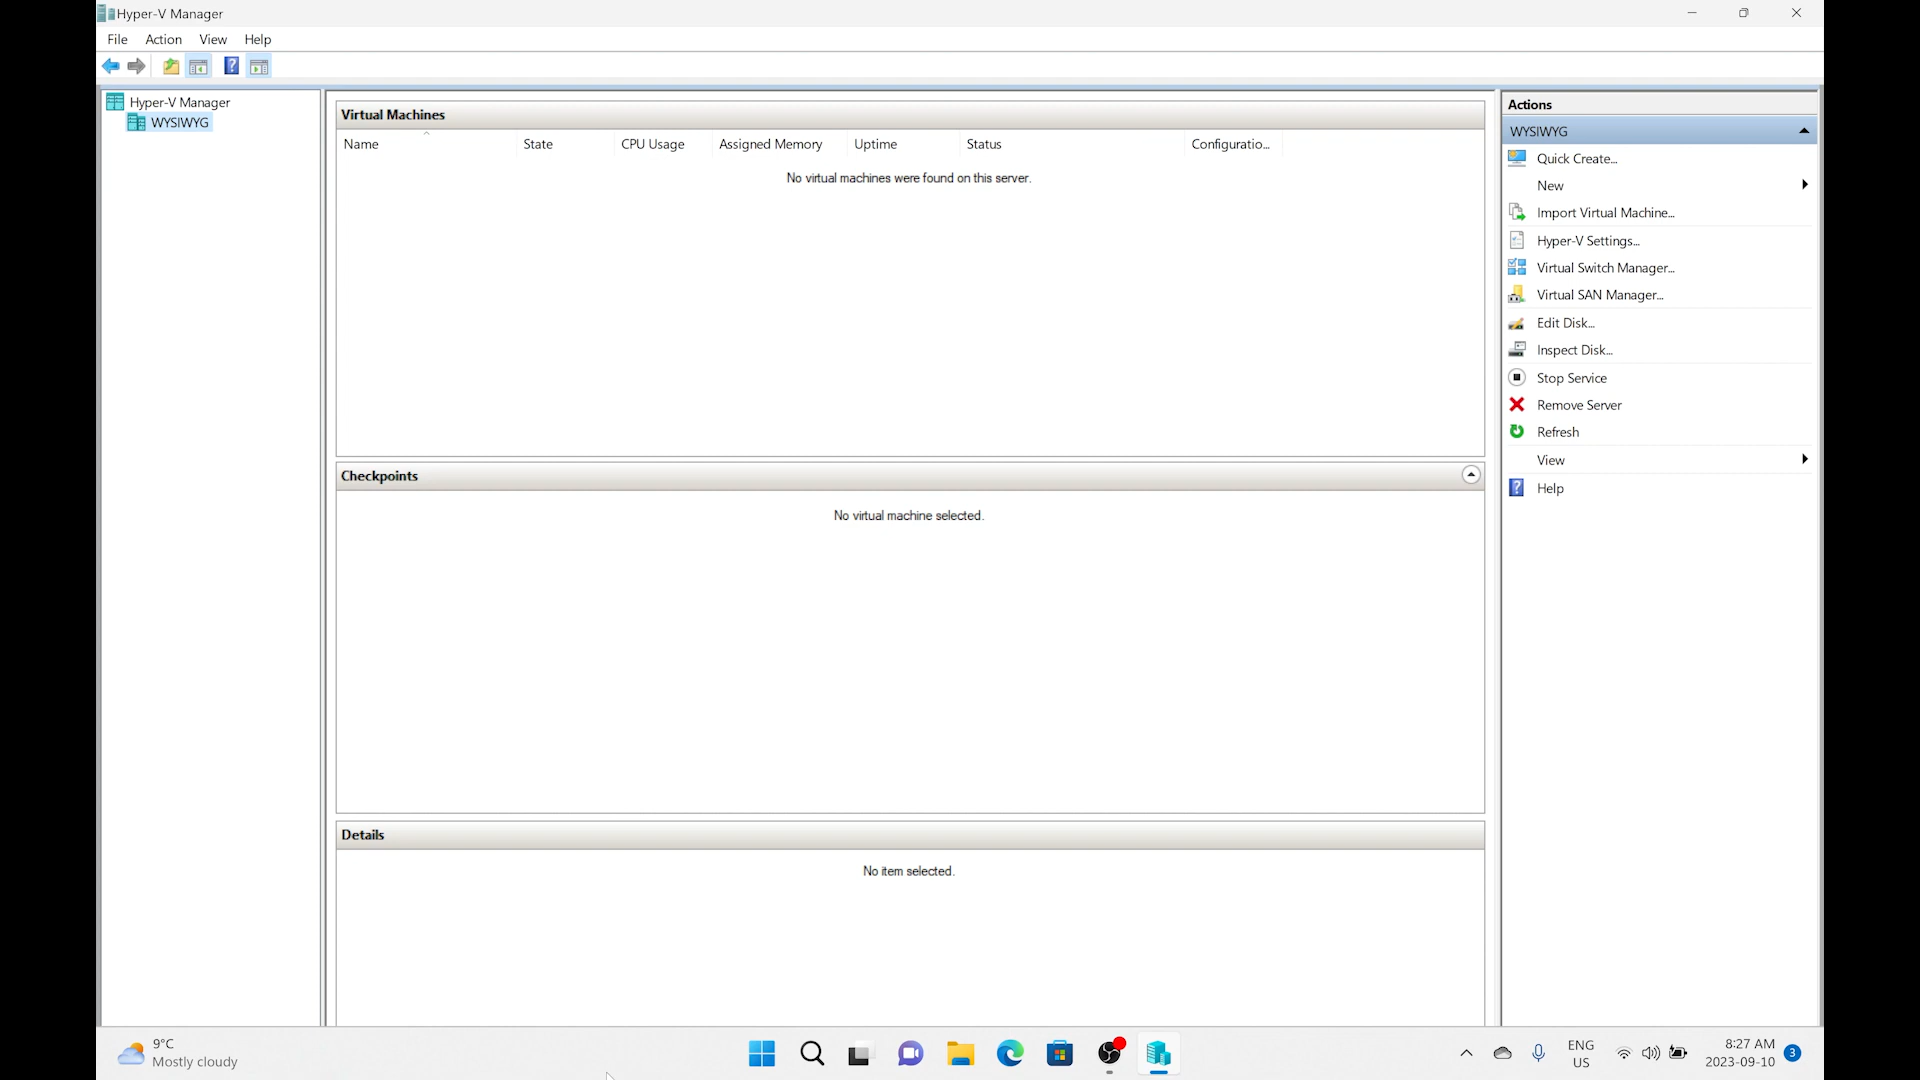 Hyper-V Manager
File Action View Help
Hyper-V Manager
WYSIWYG
Virtual Machines
Name State CPU Usage Assigned Memory Uptime Status Configuratio...
No virtual machines were found on this server.
Checkpoints
No virtual machine selected.
Details
No item selected.
Actions
WYSIWYG
Quick Create...
New
Import Virtual Machine...
Hyper-V Settings...
Virtual Switch Manager...
Virtual SAN Manager...
Edit Disk...
Inspect Disk...
Stop Service
Remove Server
Refresh
View
Help
9°C
Mostly cloudy
ENG
US
8:27 AM
2023-09-10
3